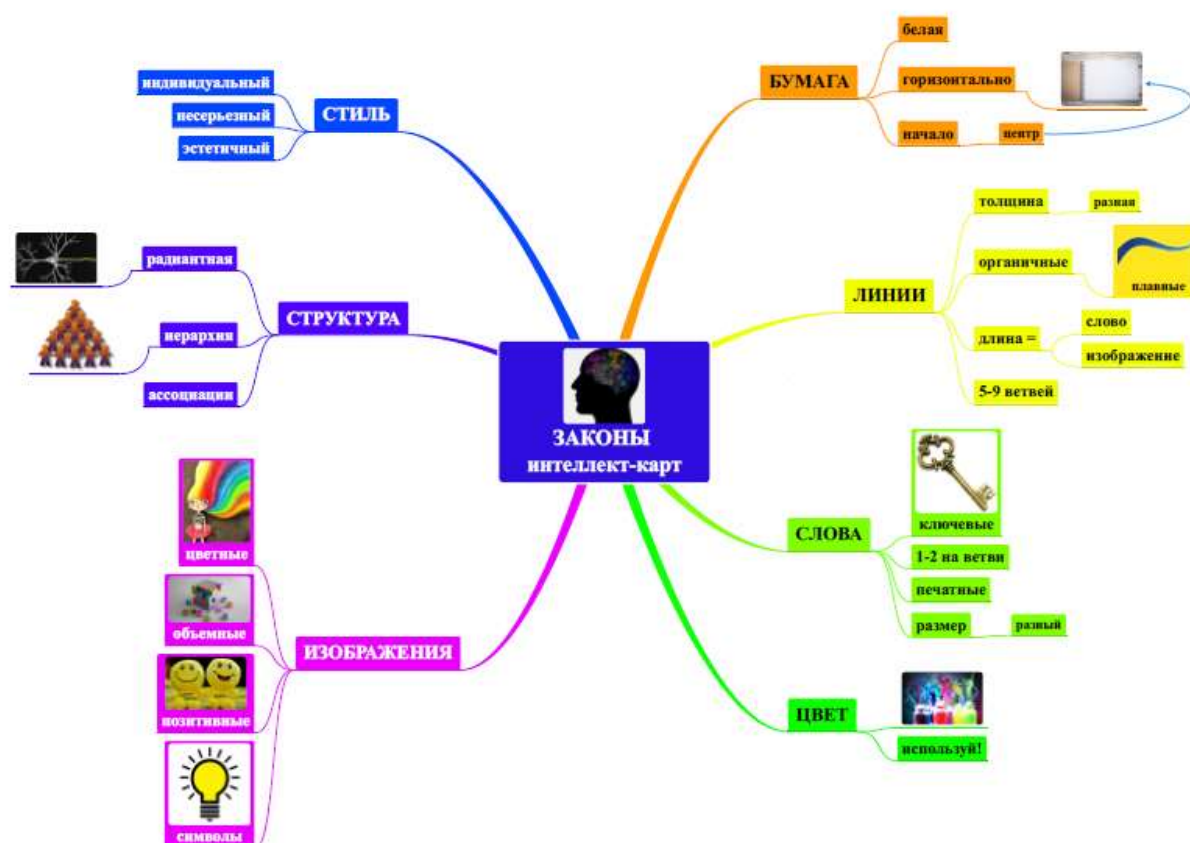 ЗАКОНЫ
интеллект-карт
БУМАГА
белая
горизонтально
начало
центр
ЛИНИИ
толщина
разная
органичные
плавные
длина =
слово
изображение
5-9 ветвей
СЛОВА
ключевые
1-2 на ветви
печатные
размер
разный
ЦВЕТ
используй!
ИЗОБРАЖЕНИЯ
цветные
объемные
позитивные
символы
СТРУКТУРА
радиантная
иерархия
ассоциации
СТИЛЬ
индивидуальный
несерьезный
эстетичный